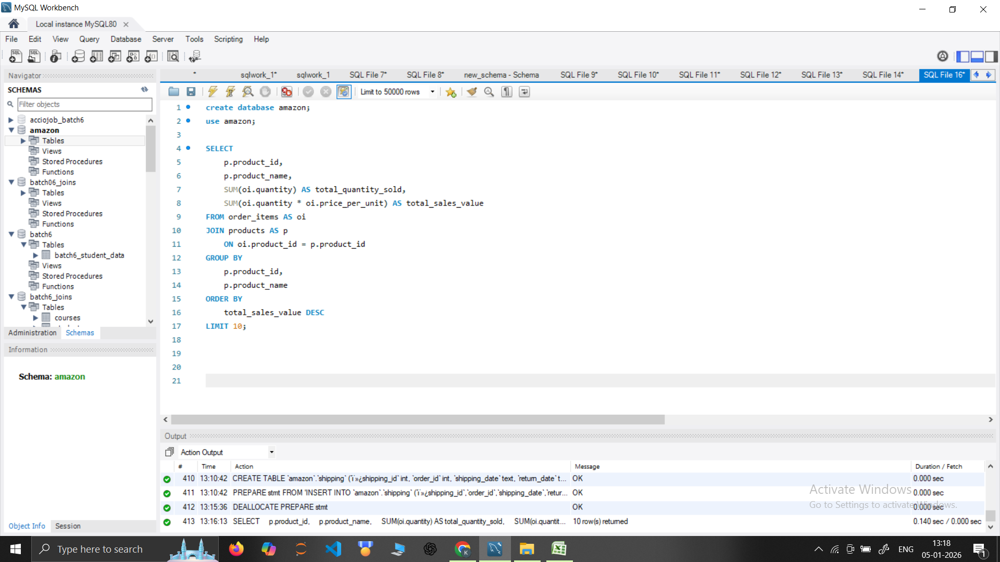 MySQL Workbench
Local instance MySQL80
File Edit View Query Database Server Tools Scripting Help
Navigator
SCHEMAS
Filter objects
acciojob_batch6
amazon
Tables
Views
Stored Procedures
Functions
batch06_joins
Tables
Views
Stored Procedures
Functions
batch6
Tables
batch6_student_data
Views
Stored Procedures
Functions
batch6_joins
Tables
courses
Administration Schemas
Information
Schema: amazon
Object Info Session
* sqlwork_1* sqlwork_1 SQL File 7* SQL File 8* new_schema - Schema SQL File 9* SQL File 10* SQL File 11* SQL File 12* SQL File 13* SQL File 14* SQL File 16*
Limit to 50000 rows
1 create database amazon;
2 use amazon;
3
4 SELECT
5 p.product_id,
6 p.product_name,
7 SUM(oi.quantity) AS total_quantity_sold,
8 SUM(oi.quantity * oi.price_per_unit) AS total_sales_value
9 FROM order_items AS oi
10 JOIN products AS p
11 ON oi.product_id = p.product_id
12 GROUP BY
13 p.product_id,
14 p.product_name
15 ORDER BY
16 total_sales_value DESC
17 LIMIT 10;
18
19
20
21
Output
Action Output
# Time Action Message Duration / Fetch
410 13:10:42 CREATE TABLE `amazon`.`shipping` (`ï»¿shipping_id` int, `order_id` int, `shipping_date` text, `return_date` t... OK 0.000 sec
411 13:10:42 PREPARE stmt FROM 'INSERT INTO `amazon`.`shipping` (`ï»¿shipping_id`,`order_id`,`shipping_date`,`retur... OK 0.000 sec
412 13:15:36 DEALLOCATE PREPARE stmt OK 0.000 sec
413 13:16:13 SELECT p.product_id, p.product_name, SUM(oi.quantity) AS total_quantity_sold, SUM(oi.quantit... 10 row(s) returned 0.140 sec / 0.000 sec
Activate Windows
Go to Settings to activate Windows.
Type here to search
ENG
13:18
05-01-2026
1